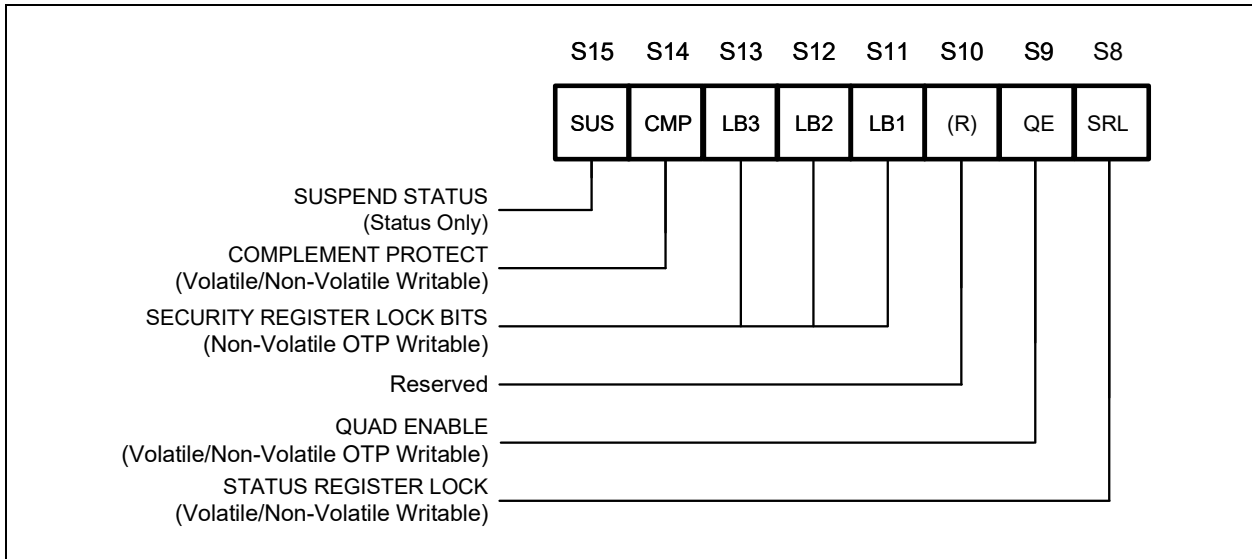 S15 S14 S13 S12 S11 S10 S9 S8
SUS CMP LB3 LB2 LB1 (R) QE SRL
SUSPEND STATUS
(Status Only)
COMPLEMENT PROTECT
(Volatile/Non-Volatile Writable)
SECURITY REGISTER LOCK BITS
(Non-Volatile OTP Writable)
Reserved
QUAD ENABLE
(Volatile/Non-Volatile OTP Writable)
STATUS REGISTER LOCK
(Volatile/Non-Volatile Writable)